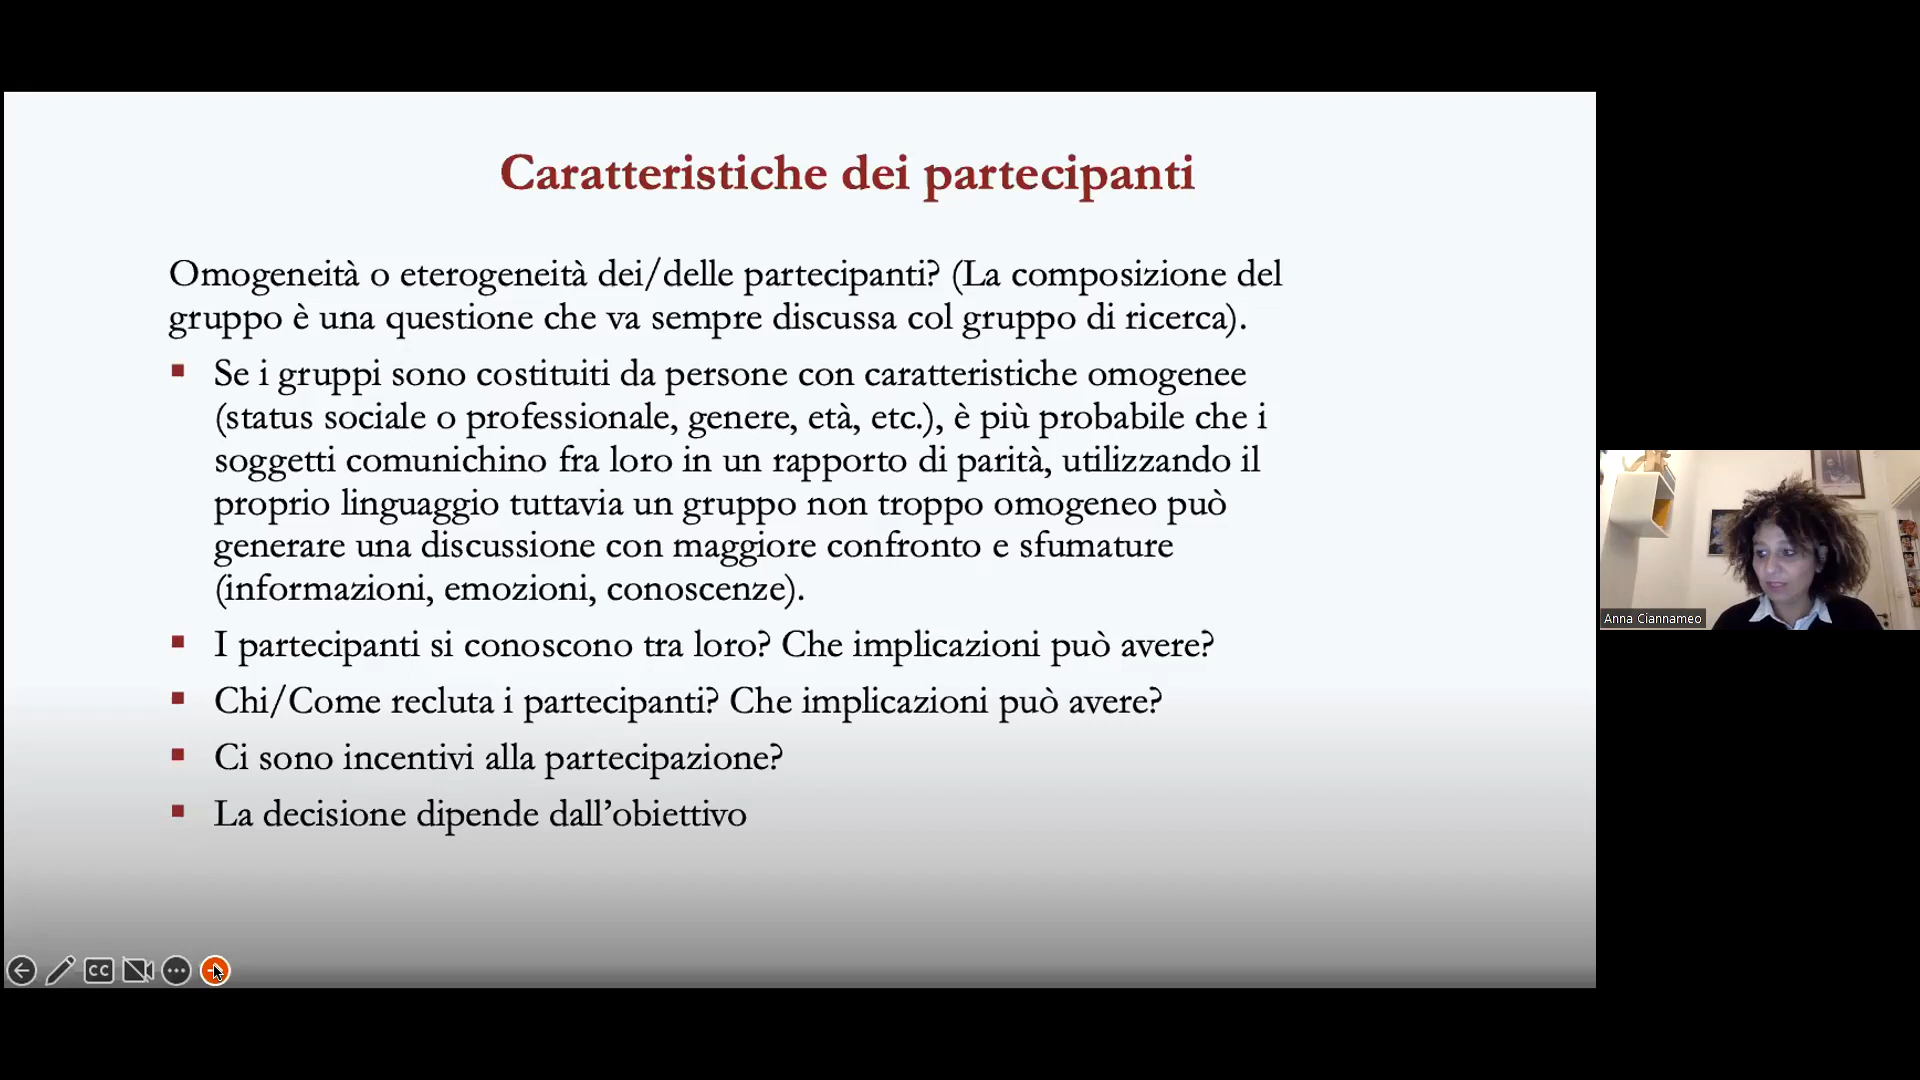 Caratteristiche dei partecipanti
Omogeneità o eterogeneità dei/delle partecipanti? (La composizione del
gruppo è una questione che va sempre discussa col gruppo di ricerca).
▪ Se i gruppi sono costituiti da persone con caratteristiche omogenee
(status sociale o professionale, genere, età, etc.), è più probabile che i
soggetti comunichino fra loro in un rapporto di parità, utilizzando il
proprio linguaggio tuttavia un gruppo non troppo omogeneo può
generare una discussione con maggiore confronto e sfumature
(informazioni, emozioni, conoscenze).
▪ I partecipanti si conoscono tra loro? Che implicazioni può avere?
▪ Chi/Come recluta i partecipanti? Che implicazioni può avere?
▪ Ci sono incentivi alla partecipazione?
▪ La decisione dipende dall’obiettivo
CC
Anna Ciannameo